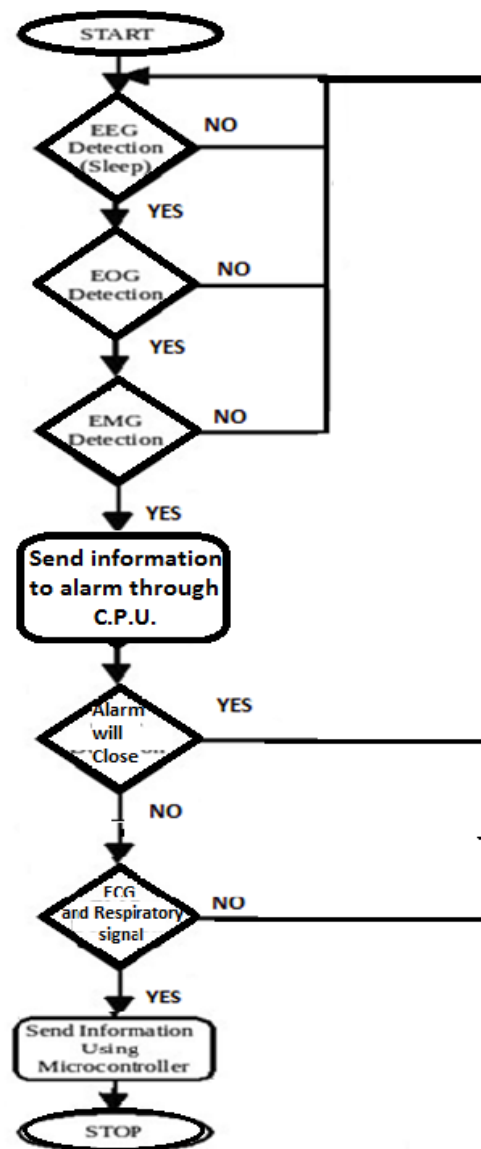 START
EEG
Detection
(Sleep)
NO
YES
EOG
Detection
NO
YES
EMG
Detection
NO
YES
Send information
to alarm through
C.P.U.
Alarm
will
Close
YES
NO
ECG
and Respiratory
signal
NO
YES
Send Information
Using
Microcontroller
STOP